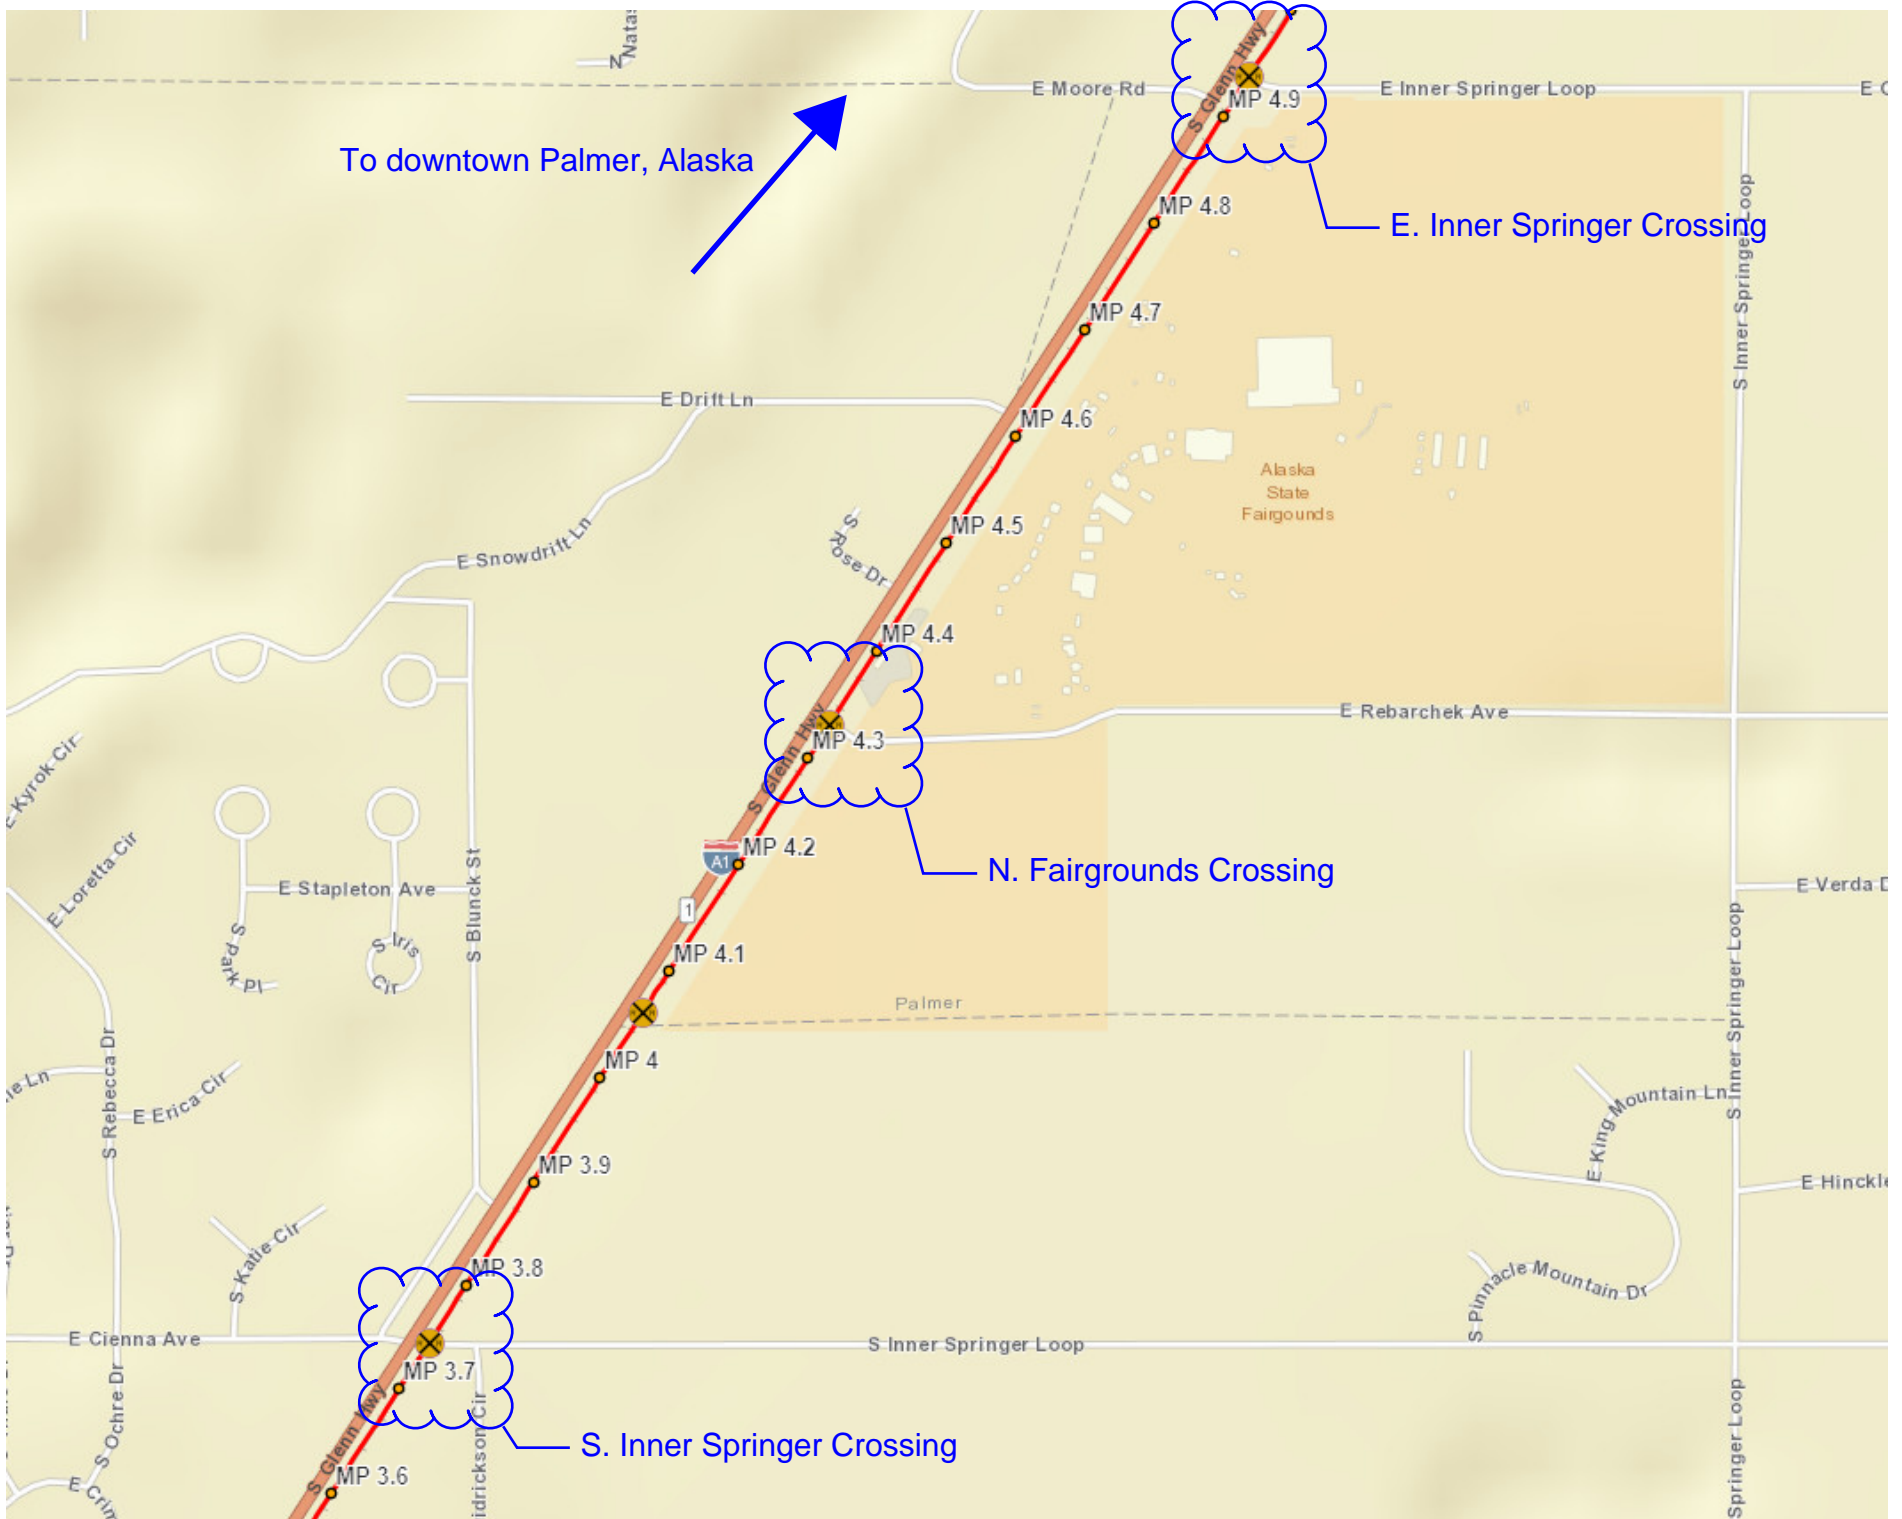 N Natas
S Glenn Hwy
E Moore Rd
MP 4.9
E Inner Springer Loop
To downtown Palmer, Alaska
MP 4.8
E. Inner Springer Crossing
S Inner Springer Loop
MP 4.7
E Drift Ln
MP 4.6
Alaska
State
Fairgounds
MP 4.5
E Snowdrift Ln
S Rose Dr
MP 4.4
S Glenn Hwy
MP 4.3
E Rebarchek Ave
E Kyrok Cir
E Loretta Cir
A1
MP 4.2
N. Fairgrounds Crossing
E Stapleton Ave
S Blunck St
E Verda D
1
S Park Pl
S Iris Cir
MP 4.1
Palmer
S Inner Springer Loop
MP 4
S Rebecca Dr
E Erica Cir
E King Mountain Ln
MP 3.9
E Hinckle
S Katie Cir
MP 3.8
S Pinnacle Mountain Dr
E Cienna Ave
S Inner Springer Loop
MP 3.7
S Glenn Hwy
S Ochre Dr
idrickson Cir
Springer Loop
S. Inner Springer Crossing
MP 3.6
E Crim